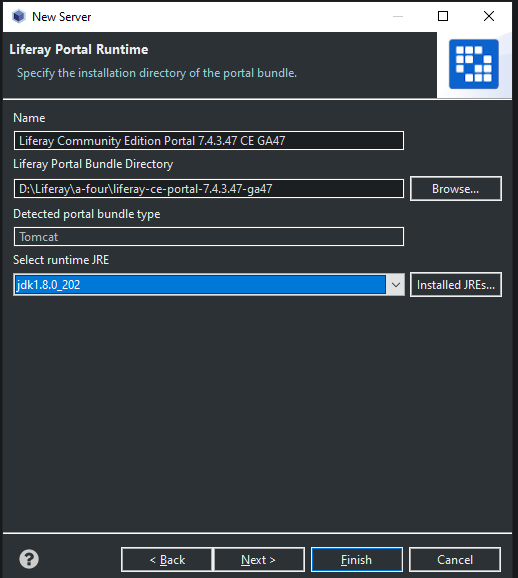 New Server
Liferay Portal Runtime
Specify the installation directory of the portal bundle.
Name
Liferay Community Edition Portal 7.4.3.47 CE GA47
Liferay Portal Bundle Directory
D:\Liferay\a-four\liferay-ce-portal-7.4.3.47-ga47
Browse...
Detected portal bundle type
Tomcat
Select runtime JRE
jdk1.8.0_202
Installed JREs...
?
< Back
Next >
Finish
Cancel